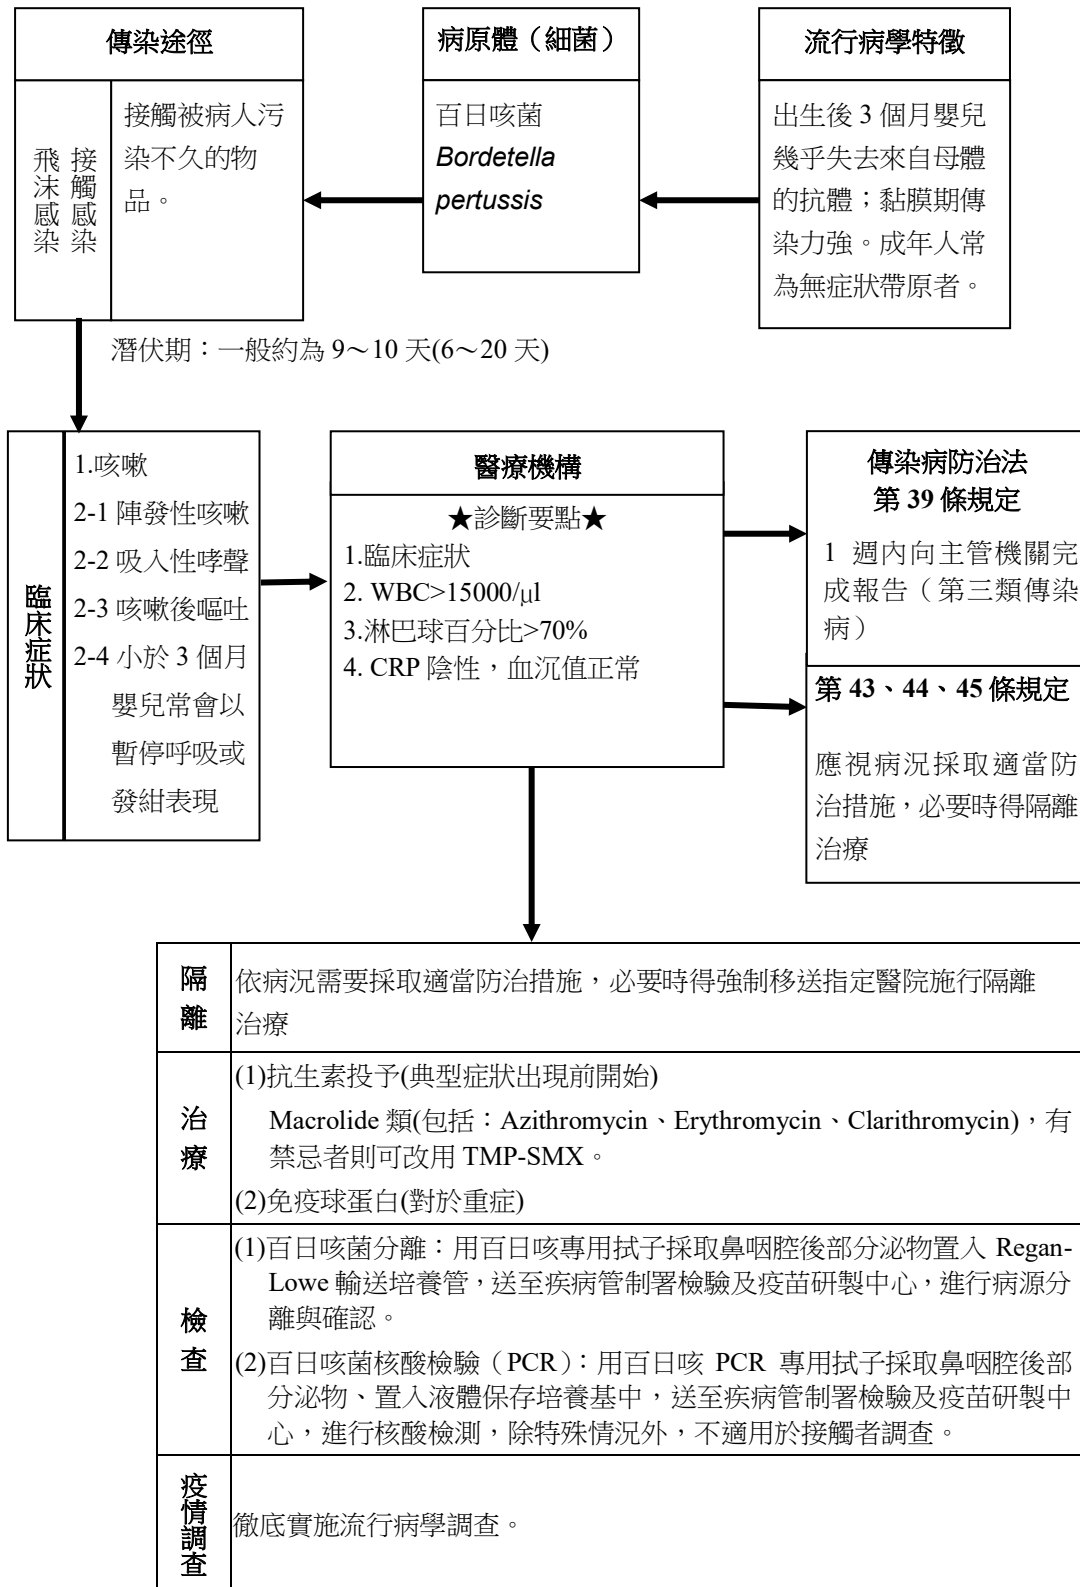 傳染途徑
飛沫感染
接觸感染
接觸被病人污
染不久的物
品。
病原體（細菌）
百日咳菌
Bordetella
pertussis
流行病學特徵
出生後 3 個月嬰兒
幾乎失去來自母體
的抗體；黏膜期傳
染力強。成年人常
為無症狀帶原者。
潛伏期：一般約為 9～10 天(6～20 天)
臨床症狀
1.咳嗽
2-1 陣發性咳嗽
2-2 吸入性哮聲
2-3 咳嗽後嘔吐
2-4 小於 3 個月
嬰兒常會以
暫停呼吸或
發紺表現
醫療機構
★診斷要點★
1.臨床症狀
2. WBC>15000/μl
3.淋巴球百分比>70%
4. CRP 陰性，血沉值正常
傳染病防治法
第 39 條規定
1 週內向主管機關完
成報告（第三類傳染
病）
第 43、44、45 條規定
應視病況採取適當防
治措施，必要時得隔離
治療
隔離
依病況需要採取適當防治措施，必要時得強制移送指定醫院施行隔離
治療
治療
(1)抗生素投予(典型症狀出現前開始)
Macrolide 類(包括：Azithromycin、Erythromycin、Clarithromycin)，有
禁忌者則可改用 TMP-SMX。
(2)免疫球蛋白(對於重症)
檢查
(1)百日咳菌分離：用百日咳專用拭子採取鼻咽腔後部分泌物置入 Regan-
Lowe 輸送培養管，送至疾病管制署檢驗及疫苗研製中心，進行病源分
離與確認。
(2)百日咳菌核酸檢驗（PCR）：用百日咳 PCR 專用拭子採取鼻咽腔後部
分泌物、置入液體保存培養基中，送至疾病管制署檢驗及疫苗研製中
心，進行核酸檢測，除特殊情況外，不適用於接觸者調查。
疫情調查
徹底實施流行病學調查。